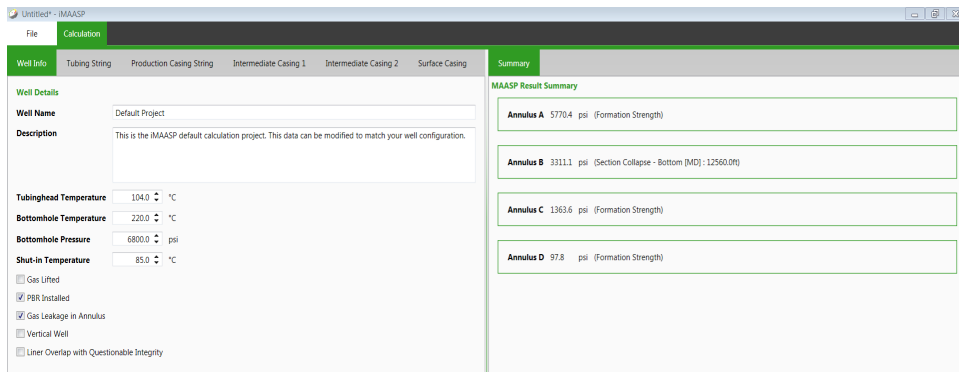 Untitled* - iMAASP
File Calculation
Well Info Tubing String Production Casing String Intermediate Casing 1 Intermediate Casing 2 Surface Casing Summary
Well Details
Well Name Default Project
Description This is the iMAASP default calculation project. This data can be modified to match your well configuration.
Tubinghead Temperature 104.0 °C
Bottomhole Temperature 220.0 °C
Bottomhole Pressure 6800.0 psi
Shut-in Temperature 85.0 °C
Gas Lifted
PBR Installed
Gas Leakage in Annulus
Vertical Well
Liner Overlap with Questionable Integrity
MAASP Result Summary
Annulus A 5770.4 psi (Formation Strength)
Annulus B 3311.1 psi (Section Collapse - Bottom [MD] : 12560.0ft)
Annulus C 1363.6 psi (Formation Strength)
Annulus D 97.8 psi (Formation Strength)